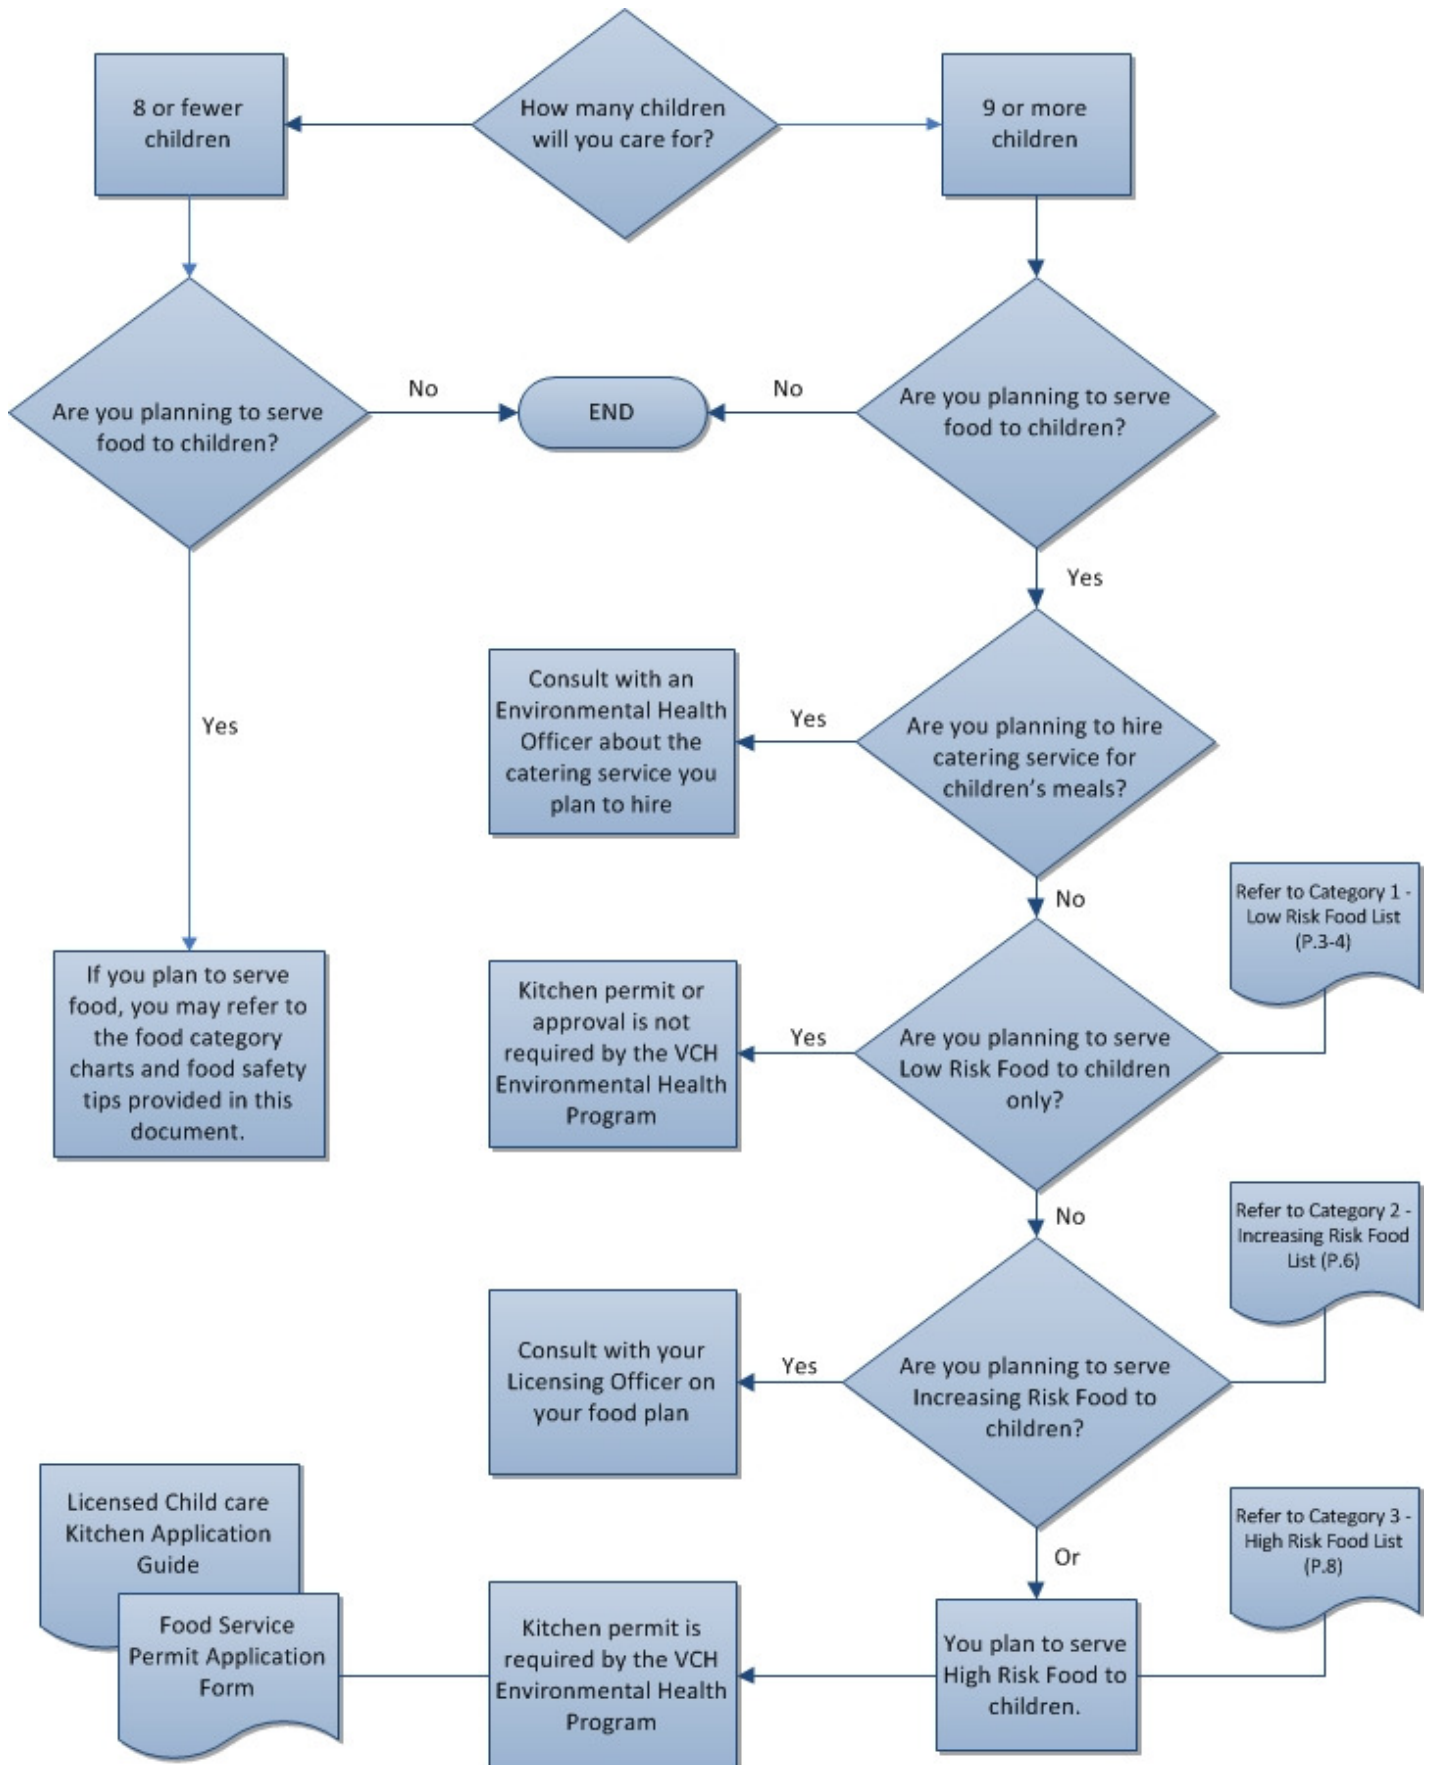 How many children
will you care for?
8 or fewer
children
9 or more
children
Are you planning to serve
food to children?
No
END
No
Are you planning to serve
food to children?
Yes
Yes
Consult with an
Environmental Health
Officer about the
catering service you
plan to hire
Yes
Are you planning to hire
catering service for
children's meals?
No
Refer to Category 1 -
Low Risk Food List
(P.3-4)
If you plan to serve
food, you may refer to
the food category
charts and food safety
tips provided in this
document.
Kitchen permit or
approval is not
required by the VCH
Environmental Health
Program
Yes
Are you planning to serve
Low Risk Food to children
only?
No
Refer to Category 2 -
Increasing Risk Food
List (P.6)
Consult with your
Licensing Officer on
your food plan
Yes
Are you planning to serve
Increasing Risk Food to
children?
Or
Refer to Category 3 -
High Risk Food List
(P.8)
Licensed Child care
Kitchen Application
Guide
Food Service
Permit Application
Form
Kitchen permit is
required by the VCH
Environmental Health
Program
You plan to serve
High Risk Food to
children.